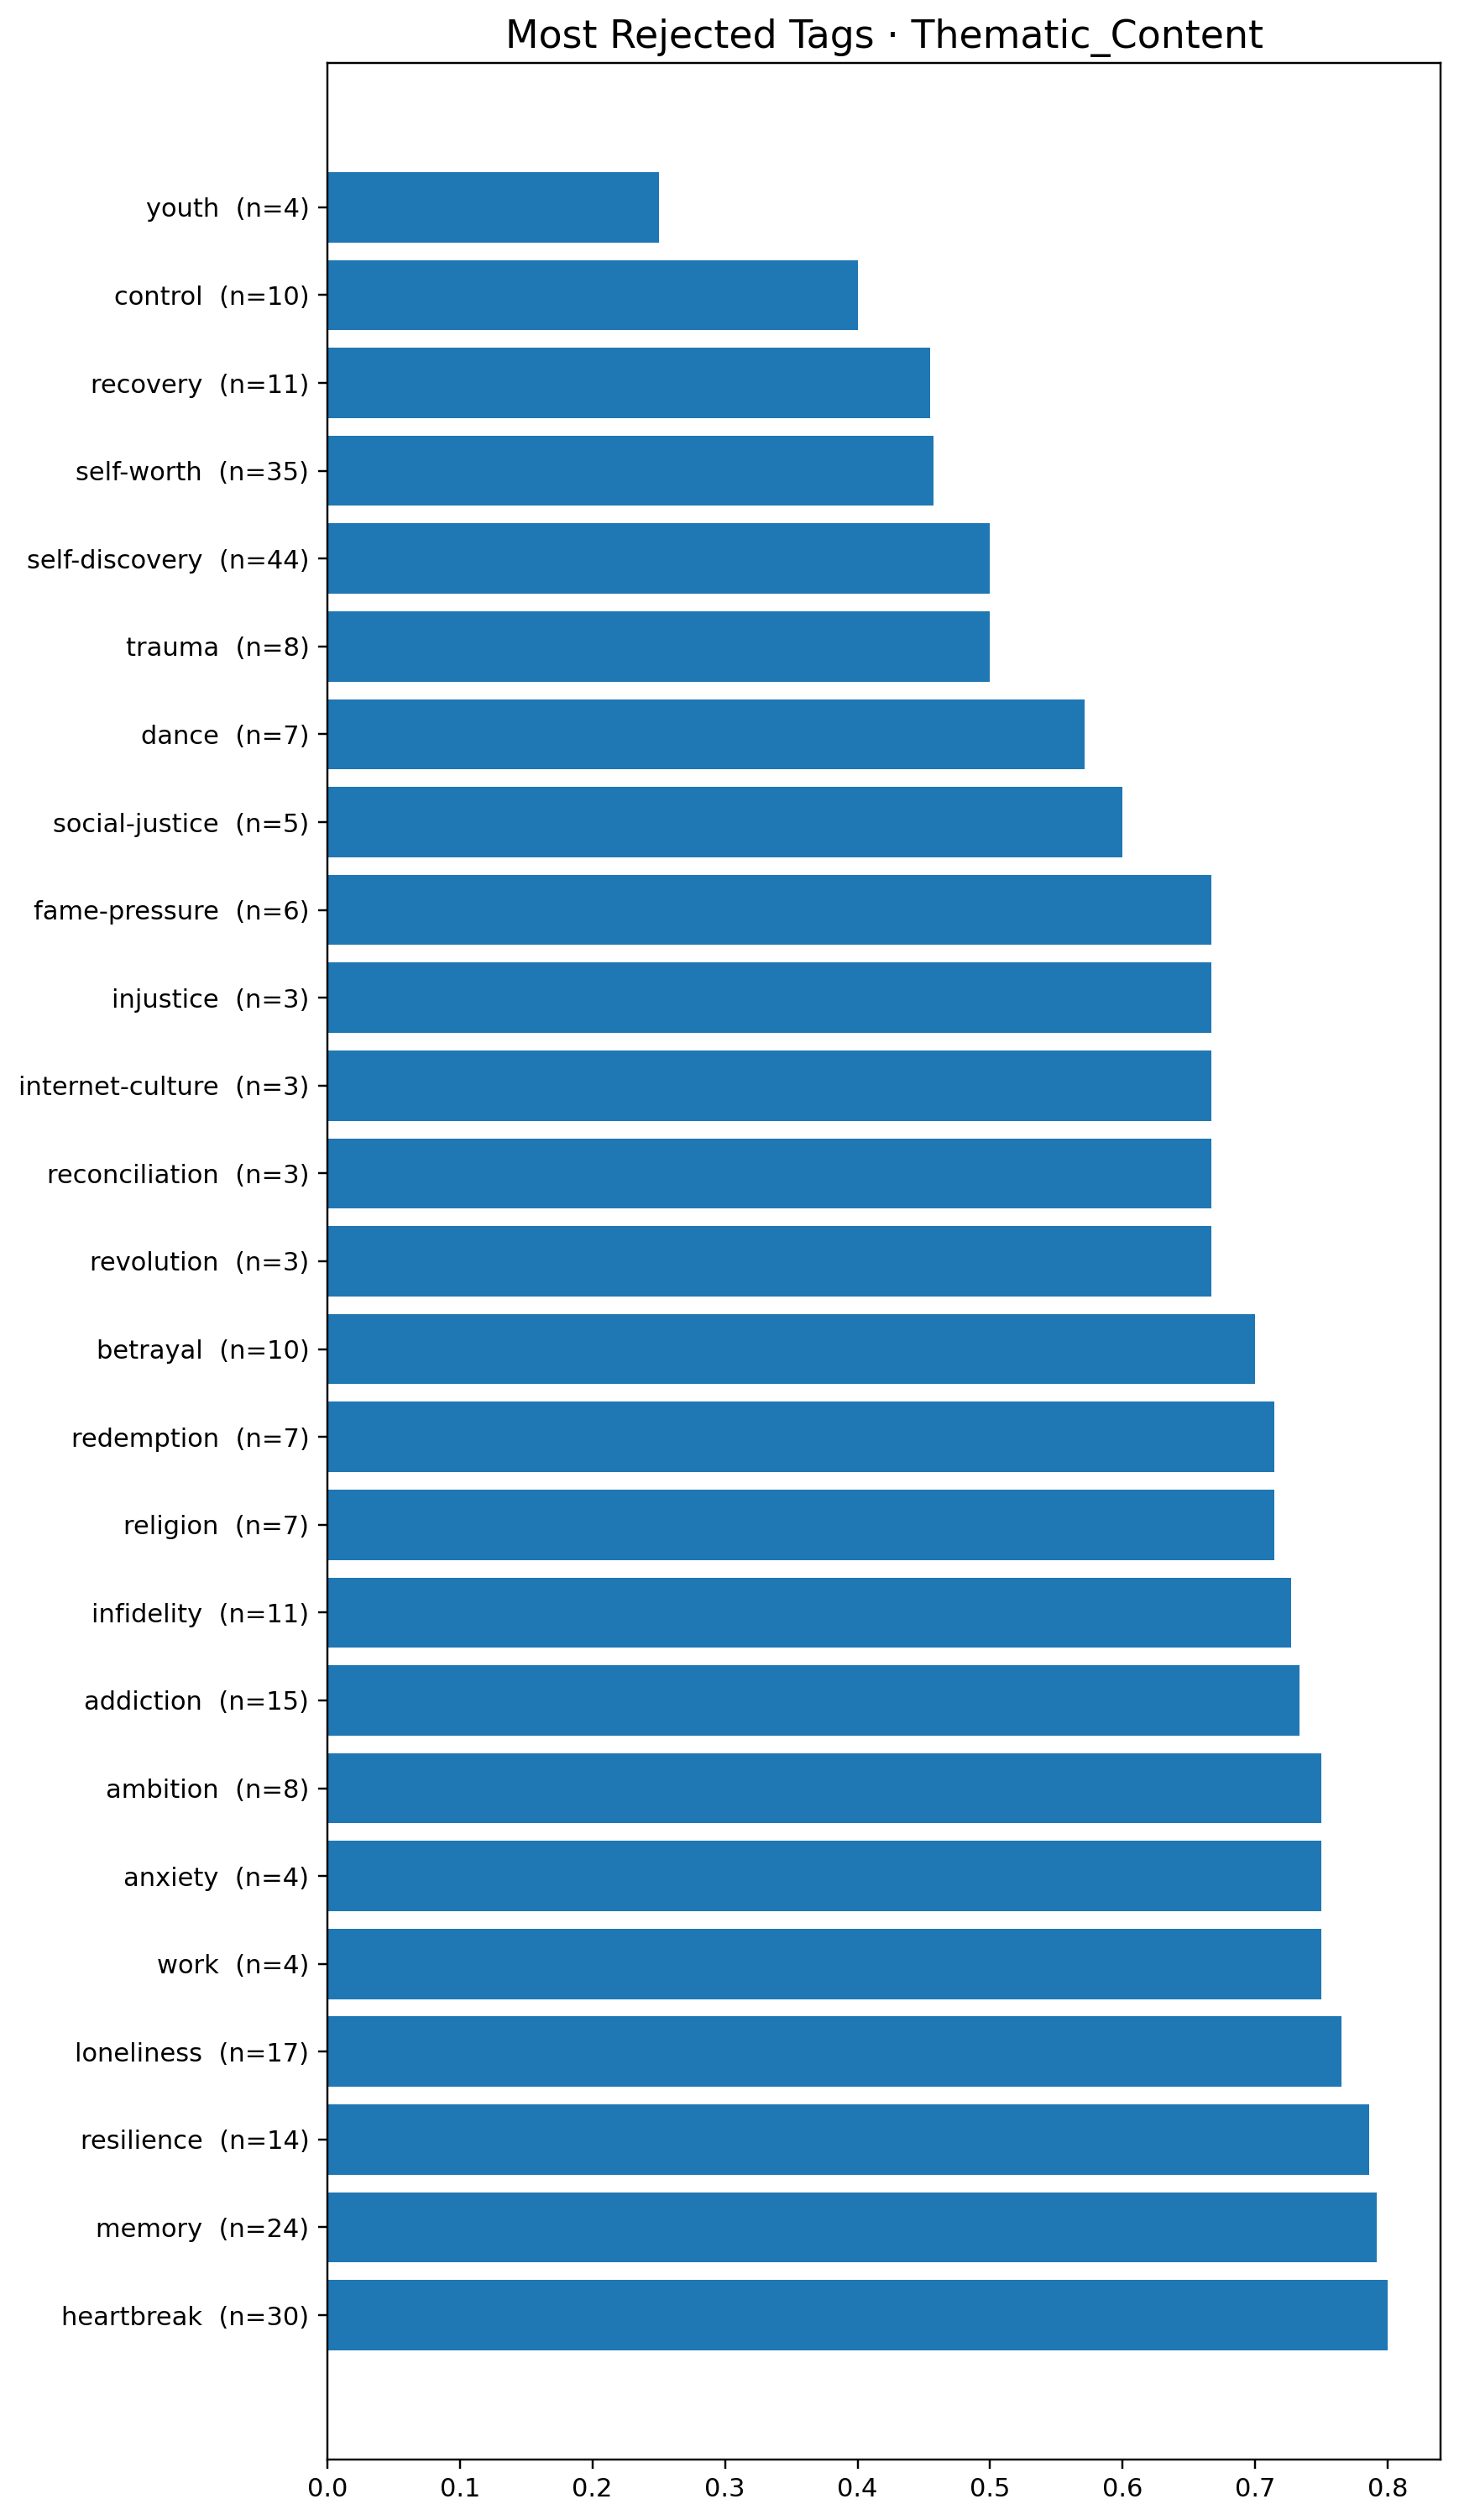 Most Rejected Tags · Thematic_Content
youth (n=4)
control (n=10)
recovery (n=11)
self-worth (n=35)
self-discovery (n=44)
trauma (n=8)
dance (n=7)
social-justice (n=5)
fame-pressure (n=6)
injustice (n=3)
internet-culture (n=3)
reconciliation (n=3)
revolution (n=3)
betrayal (n=10)
redemption (n=7)
religion (n=7)
infidelity (n=11)
addiction (n=15)
ambition (n=8)
anxiety (n=4)
work (n=4)
loneliness (n=17)
resilience (n=14)
memory (n=24)
heartbreak (n=30)
0.0 0.1 0.2 0.3 0.4 0.5 0.6 0.7 0.8